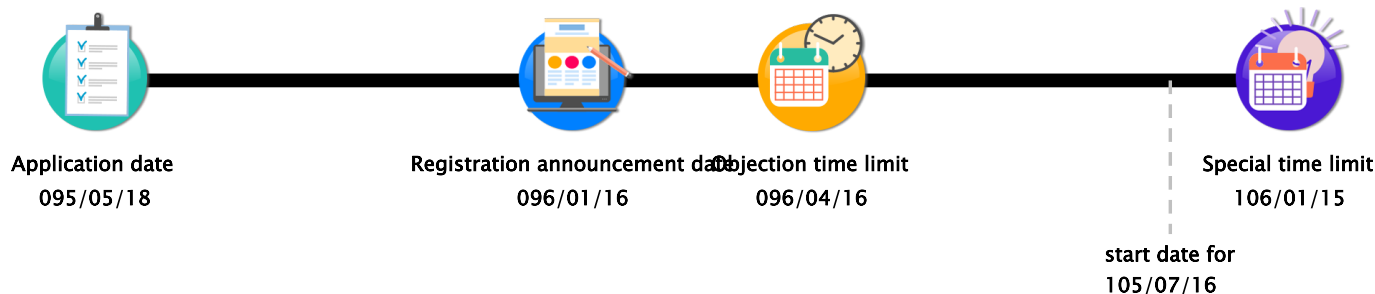 Application date
095/05/18
Registration announcement date
096/01/16
Objection time limit
096/04/16
Special time limit
106/01/15
start date for
105/07/16